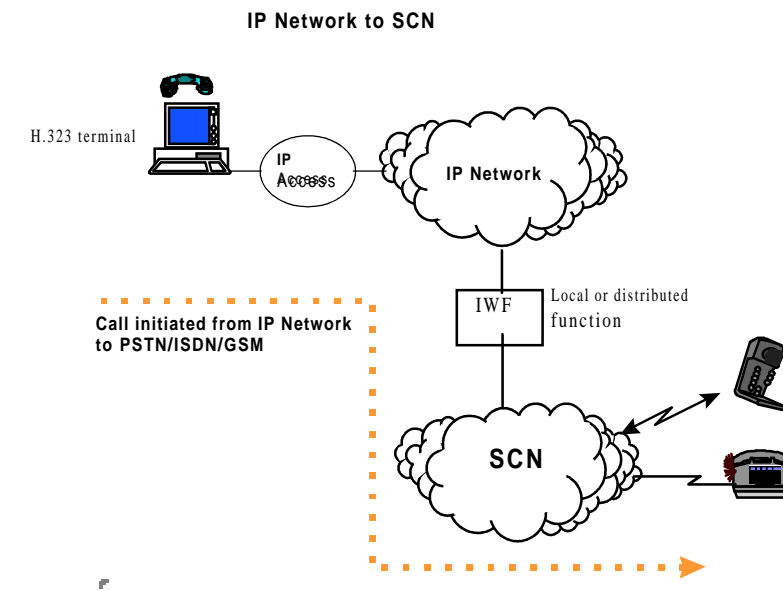 IP Network to SCN
H.323 terminal
IP
Access
IP Network
IWF
Local or distributed
function
Call initiated from IP Network
to PSTN/ISDN/GSM
SCN